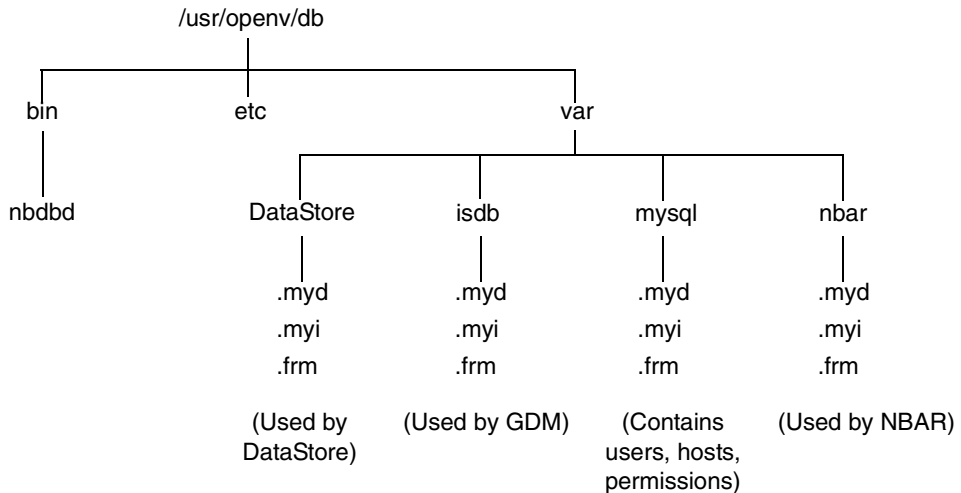 /usr/openv/db
bin etc var
nbdbd DataStore isdb mysql nbar
.myd .myd .myd .myd
.myi .myi .myi .myi
.frm .frm .frm .frm
(Used by DataStore) (Used by GDM) (Contains users, hosts, permissions) (Used by NBAR)